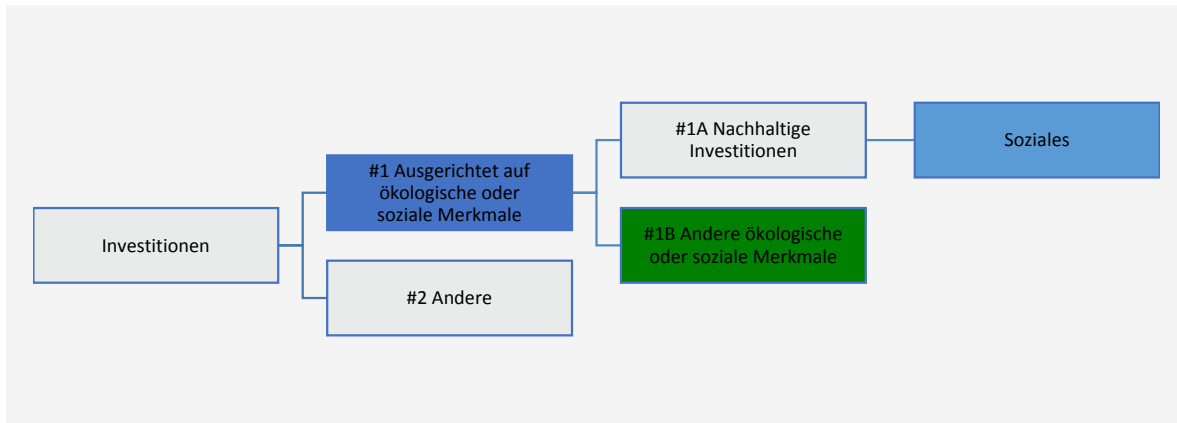 Investitionen
#1 Ausgerichtet auf
ökologische oder
soziale Merkmale
#2 Andere
#1A Nachhaltige
Investitionen
#1B Andere ökologische
oder soziale Merkmale
Soziales